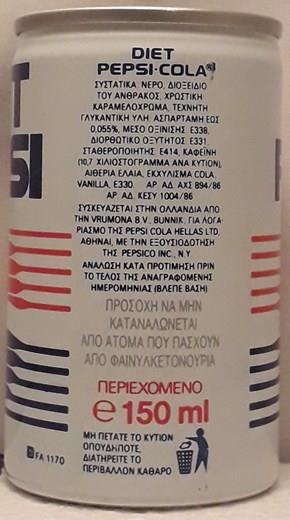 DIET
PEPSI-COLA
ΣΥΣΤΑΤΙΚΑ ΝΕΡΟ, ΔΙΟΞΕΙΔΙΟ
ΤΟΥ ΑΝΘΡΑΚΟΣ, ΧΡΩΣΤΙΚΗ
ΚΑΡΑΜΕΛΟΧΡΩΜΑ, ΤΕΧΝΗΤΗ
ΓΛΥΚΑΝΤΙΚΗ ΥΛΗ. ΑΣΠΑΡΤΑΜΗ ΕΩΣ
0,055%, ΜΕΣΟ ΟΞΙΝΙΣΗΣ E338,
ΔΙΟΡΘΩΤΙΚΟ ΟΞΥΤΗΤΟΣ E331,
ΣΤΑΘΕΡΟΠΟΙΗΤΗΣ E414, ΚΑΦΕΪΝΗ
(10,7 ΧΙΛΙΟΣΤΟΓΡΑΜΜΑ ΑΝΑ ΚΥΤΙΟΝ),
ΑΙΘΕΡΙΑ ΕΛΑΙΑ, ΕΚΧΥΛΙΣΜΑ COLA,
VANILLA, E330. ΑΡ ΑΔ ΑΧΣ 894/86
ΑΡ ΑΔ. ΚΕΣΥ 1004/86
ΣΥΣΚΕΥΑΖΕΤΑΙ ΣΤΗΝ ΟΛΛΑΝΔΙΑ ΑΠΟ
ΤΗΝ VRUMONA B.V., BUNNIK, ΓΙΑ ΛΟΓΑ-
ΡΙΑΣΜΟ ΤΗΣ PEPSI COLA HELLAS LTD,
ΑΘΗΝΑΙ, ΜΕ ΤΗΝ ΕΞΟΥΣΙΟΔΟΤΗΣΗ
ΤΗΣ PEPSICO INC., N.Y
ΑΝΑΛΩΣΗ ΚΑΤΑ ΠΡΟΤΙΜΗΣΗ ΠΡΙΝ
ΤΟ ΤΕΛΟΣ ΤΗΣ ΑΝΑΓΡΑΦΟΜΕΝΗΣ
ΗΜΕΡΟΜΗΝΙΑΣ (ΒΛΕΠΕ ΒΑΣΗ)
ΠΡΟΣΟΧΗ ΝΑ ΜΗΝ
ΚΑΤΑΝΑΛΩΝΕΤΑΙ
ΑΠΟ ΑΤΟΜΑ ΠΟΥ ΠΑΣΧΟΥΝ
ΑΠΟ ΦΑΙΝΥΛΚΕΤΟΝΟΥΡΙΑ
ΠΕΡΙΕΧΟΜΕΝΟ
℮ 150 ml
ΜΗ ΠΕΤΑΤΕ ΤΟ ΚΥΤΙΟΝ
ΟΠΟΥΔΗΠΟΤΕ,
ΔΙΑΤΗΡΕΙΤΕ ΤΟ
ΠΕΡΙΒΑΛΛΟΝ ΚΑΘΑΡΟ
FA 1170